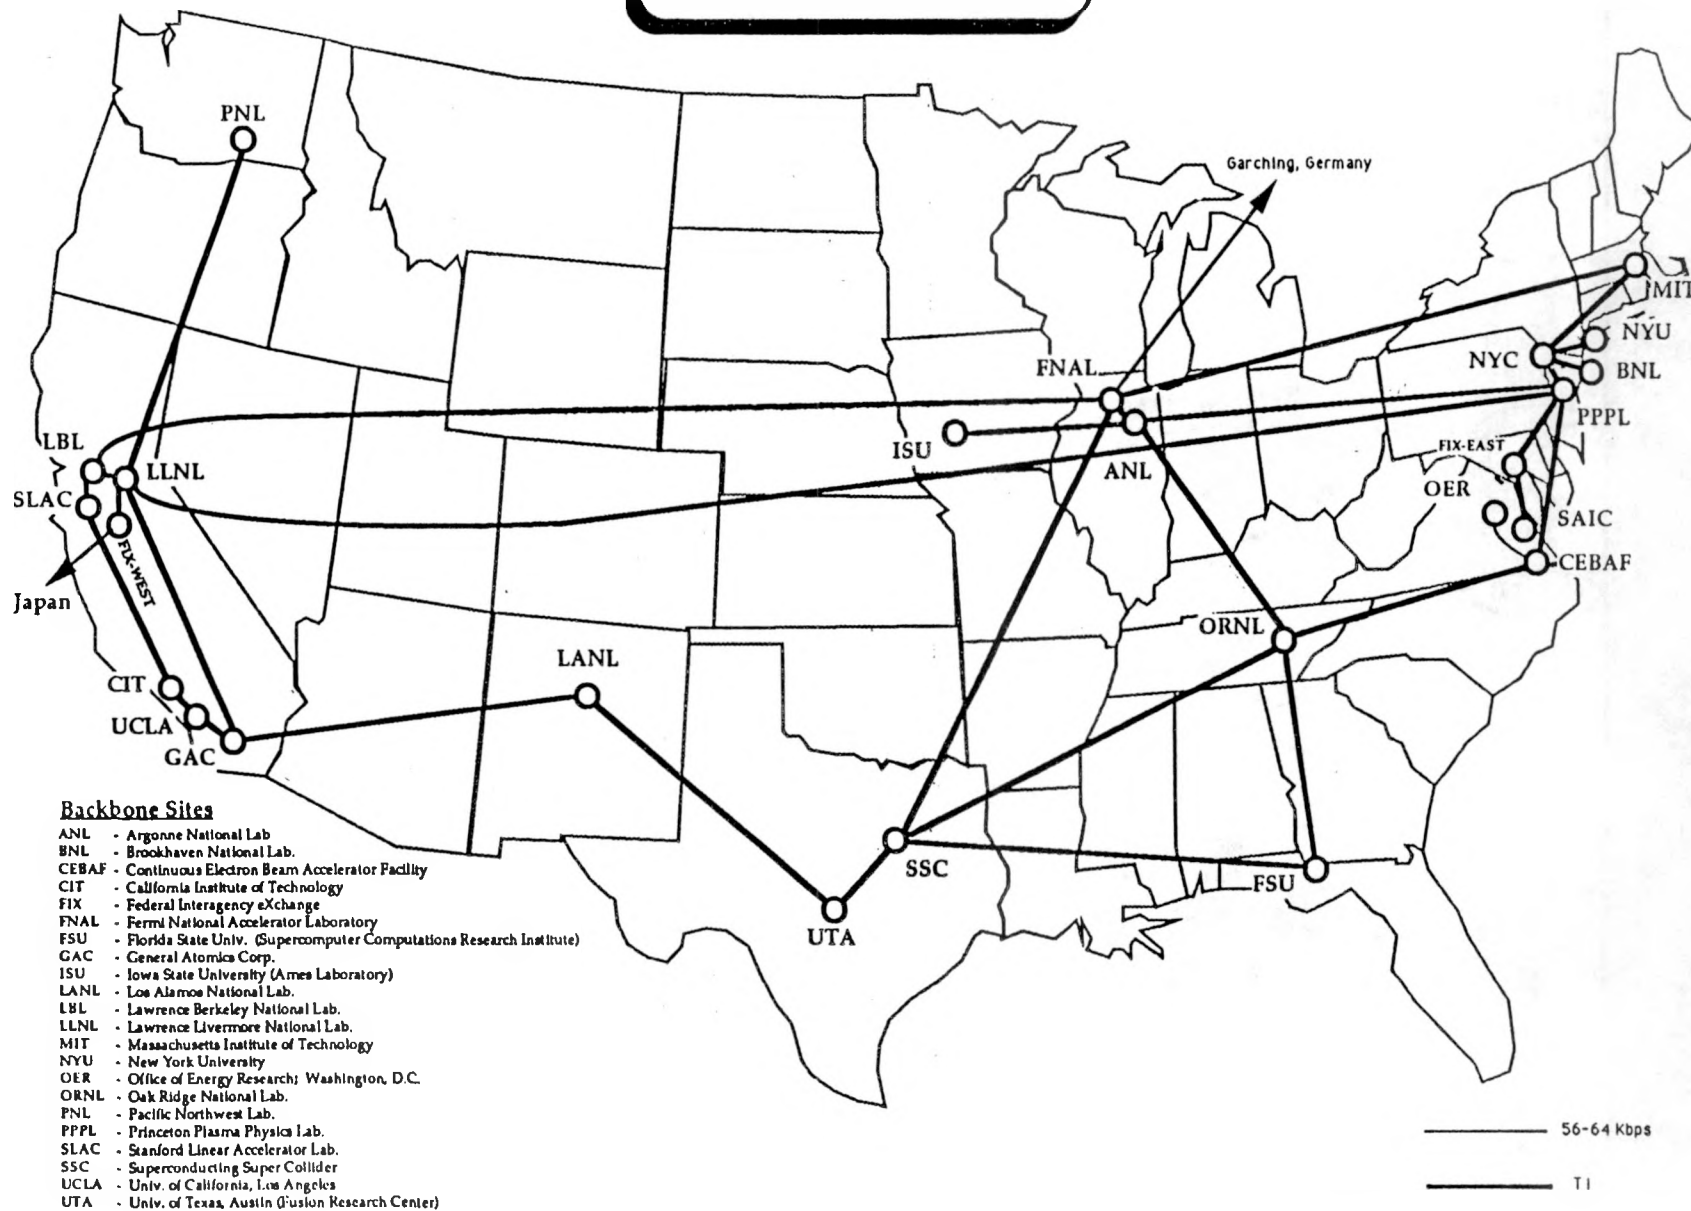 PNL
Garching, Germany
MIT
NYU
NYC
BNL
FNAL
PPPL
LBL
LLNL
ISU
FIX-EAST
ANL
OER
SLAC
SAIC
FIX-WEST
CEBAF
Japan
ORNL
LANL
CIT
UCLA
GAC
SSC
FSU
UTA
Backbone Sites
ANL - Argonne National Lab
BNL - Brookhaven National Lab.
CEBAF - Continuous Electron Beam Accelerator Facility
CIT - California Institute of Technology
FIX - Federal Interagency eXchange
FNAL - Fermi National Accelerator Laboratory
FSU - Florida State Univ. (Supercomputer Computations Research Institute)
GAC - General Atomics Corp.
ISU - Iowa State University (Ames Laboratory)
LANL - Los Alamos National Lab.
LBL - Lawrence Berkeley National Lab.
LLNL - Lawrence Livermore National Lab.
MIT - Massachusetts Institute of Technology
NYU - New York University
OER - Office of Energy Research; Washington, D.C.
ORNL - Oak Ridge National Lab.
PNL - Pacific Northwest Lab.
PPPL - Princeton Plasma Physics Lab.
SLAC - Stanford Linear Accelerator Lab.
SSC - Superconducting Super Collider
UCLA - Univ. of California, Los Angeles
UTA - Univ. of Texas, Austin (Fusion Research Center)
56-64 Kbps
T1